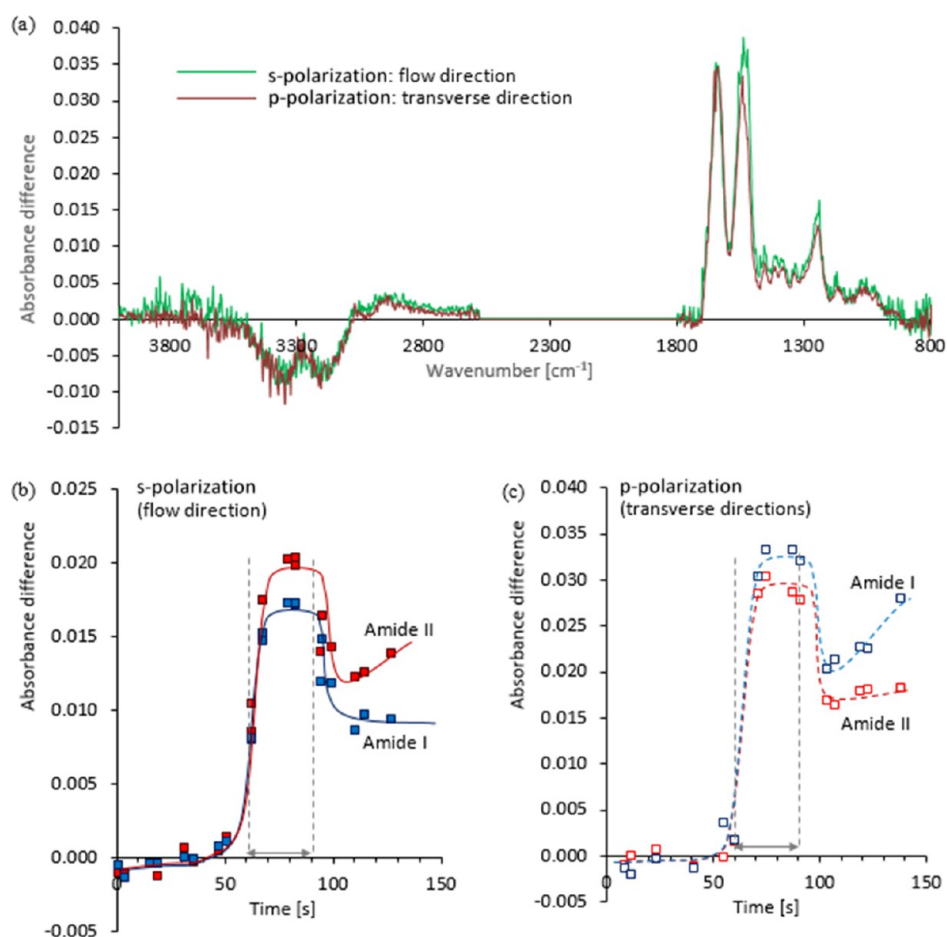 (a)
0.040
0.035
0.030
0.025
0.020
0.015
0.010
0.005
0.000
-0.005
-0.010
-0.015
Absorbance difference
s-polarization: flow direction
p-polarization: transverse direction
3800 3300 2800 2300 1800 1300 800
Wavenumber [cm⁻¹]
(b)
0.025
0.020
0.015
0.010
0.005
0.000
-0.005
Absorbance difference
s-polarization
(flow direction)
Amide II
Amide I
0 50 100 150
Time [s]
(c)
0.040
0.035
0.030
0.025
0.020
0.015
0.010
0.005
0.000
-0.005
Absorbance difference
p-polarization
(transverse directions)
Amide I
Amide II
0 50 100 150
Time [s]